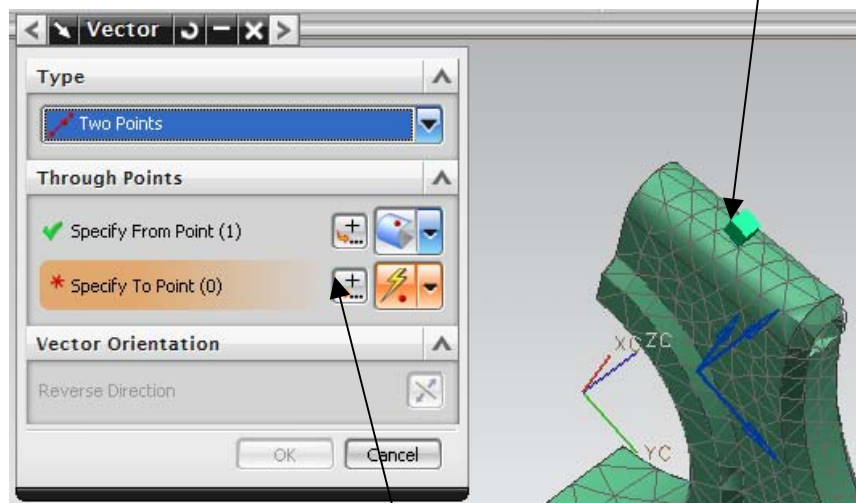 Vector
Type
Two Points
Through Points
Specify From Point (1)
* Specify To Point (0)
Vector Orientation
Reverse Direction
OK Cancel
XC ZC
YC